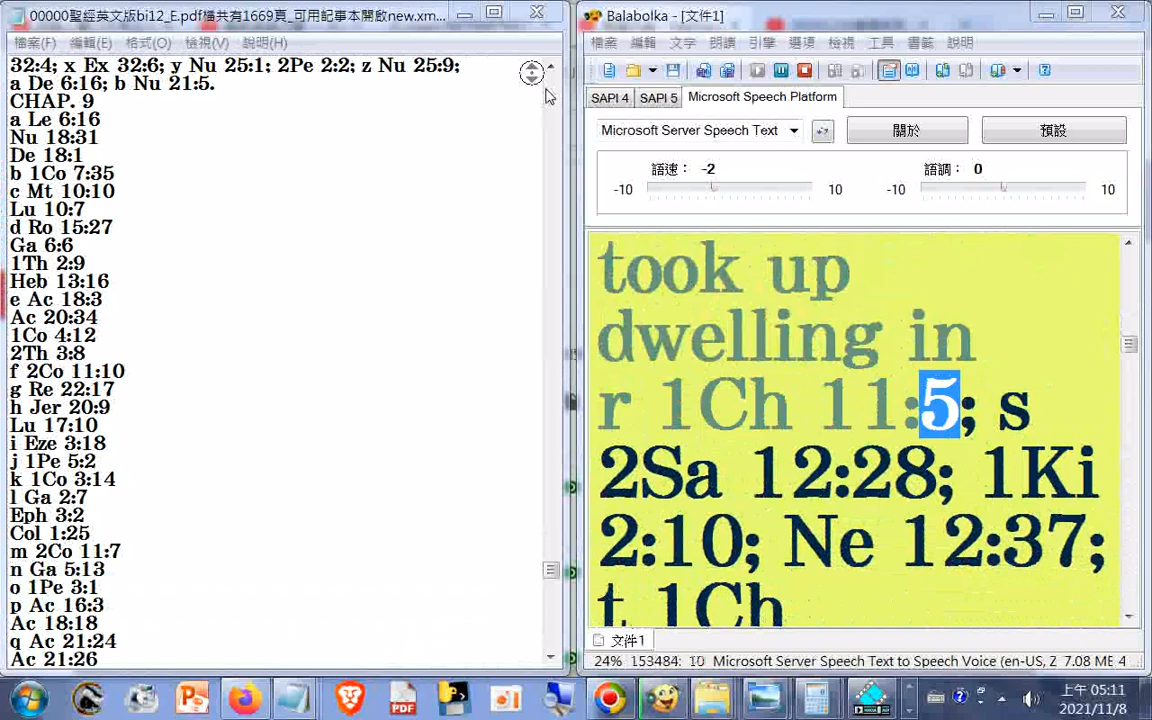 00000聖經英文版bi12_E.pdf檔共有1669頁_可用記事本開啟new.xm...
檔案(F) 編輯(E) 格式(O) 檢視(V) 說明(H)
32:4; x Ex 32:6; y Nu 25:1; 2Pe 2:2; z Nu 25:9;
a De 6:16; b Nu 21:5.
CHAP. 9
a Le 6:16
Nu 18:31
De 18:1
b 1Co 7:35
c Mt 10:10
Lu 10:7
d Ro 15:27
Ga 6:6
1Th 2:9
Heb 13:16
e Ac 18:3
Ac 20:34
1Co 4:12
2Th 3:8
f 2Co 11:10
g Re 22:17
h Jer 20:9
Lu 17:10
i Eze 3:18
j 1Pe 5:2
k 1Co 3:14
l Ga 2:7
Eph 3:2
Col 1:25
m 2Co 11:7
n Ga 5:13
o 1Pe 3:1
p Ac 16:3
Ac 18:18
q Ac 21:24
Ac 21:26
Balabolka - [文件1]
檔案 編輯 文字 朗讀 引擎 選項 檢視 工具 書籤 說明
SAPI 4 SAPI 5 Microsoft Speech Platform
Microsoft Server Speech Text 關於 預設
語速： -2 語調： 0
-10 10 -10 10
took up
dwelling in
r 1Ch 11:5; s
2Sa 12:28; 1Ki
2:10; Ne 12:37;
t 1Ch
文件1
24% 153484: 10 Microsoft Server Speech Text to Speech Voice (en-US, Z 7.08 ME 4
PDF
上午 05:11
2021/11/8